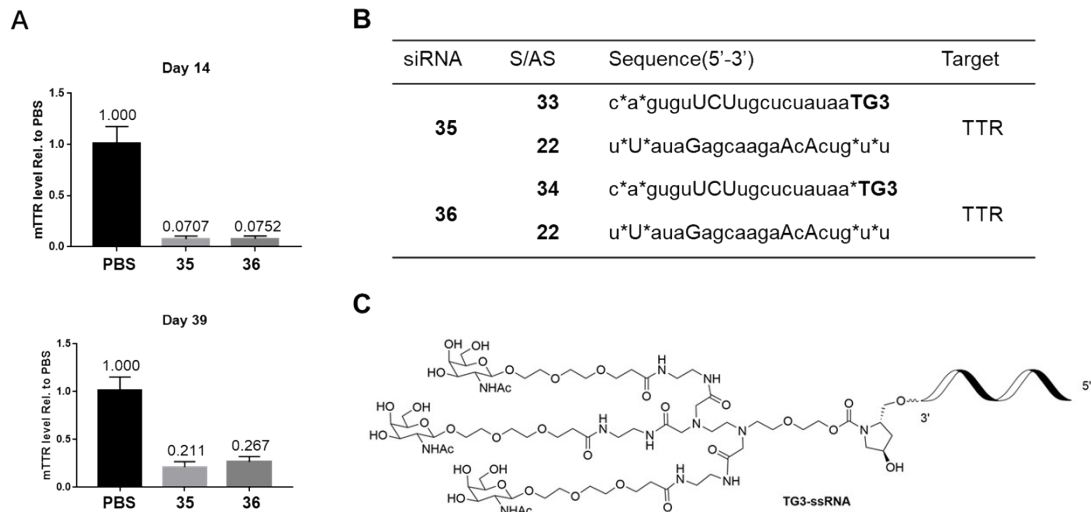 A
Day 14
mTTR level Rel. to PBS
1.5
1.0
0.5
0.0
1.000
0.0707
0.0752
PBS 35 36
Day 39
mTTR level Rel. to PBS
1.5
1.0
0.5
0.0
1.000
0.211
0.267
PBS 35 36
B
siRNA S/AS Sequence(5'-3') Target
33 c*a*guguUCUugcucuauaaTG3
35 TTR
22 u*U*auaGagcaagaAcAcug*u*u
34 c*a*guguUCUugcucuauaa*TG3
36 TTR
22 u*U*auaGagcaagaAcAcug*u*u
C
HO OH
HO O O O O N H H N
NHAc O O
HO OH
HO O O O O N H N H N N O O O N
NHAc O O O
HO OH
HO O O O O N H N H O
NHAc O
O 3' 5'
OH
TG3-ssRNA